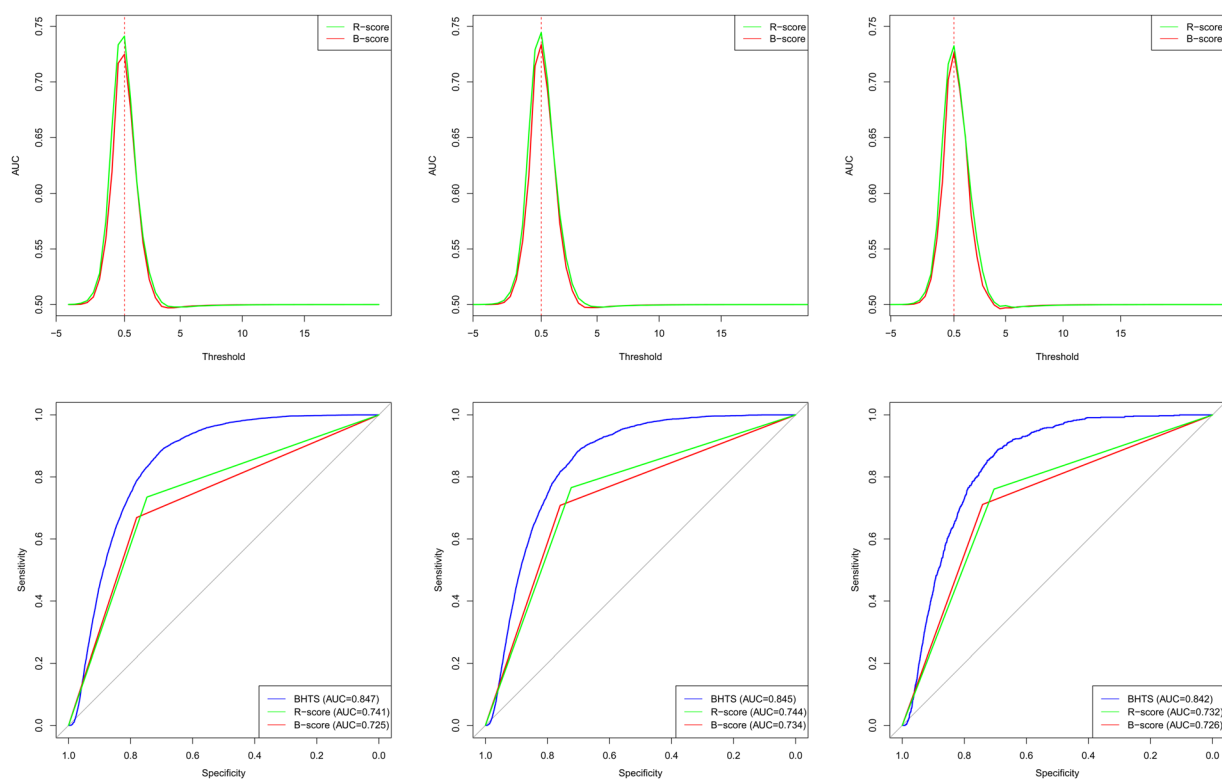 R−score
B−score
AUC
0.75
0.70
0.65
0.60
0.55
0.50
−5
0.5
5
10
15
Threshold
R−score
B−score
AUC
0.75
0.70
0.65
0.60
0.55
0.50
−5
0.5
5
10
15
Threshold
R−score
B−score
AUC
0.75
0.70
0.65
0.60
0.55
0.50
−5
0.5
5
10
15
Threshold
Sensitivity
1.0
0.8
0.6
0.4
0.2
0.0
BHTS (AUC=0.847)
R−score (AUC=0.741)
B−score (AUC=0.725)
1.0
0.8
0.6
0.4
0.2
0.0
Specificity
Sensitivity
1.0
0.8
0.6
0.4
0.2
0.0
BHTS (AUC=0.845)
R−score (AUC=0.744)
B−score (AUC=0.734)
1.0
0.8
0.6
0.4
0.2
0.0
Specificity
Sensitivity
1.0
0.8
0.6
0.4
0.2
0.0
BHTS (AUC=0.842)
R−score (AUC=0.732)
B−score (AUC=0.726)
1.0
0.8
0.6
0.4
0.2
0.0
Specificity